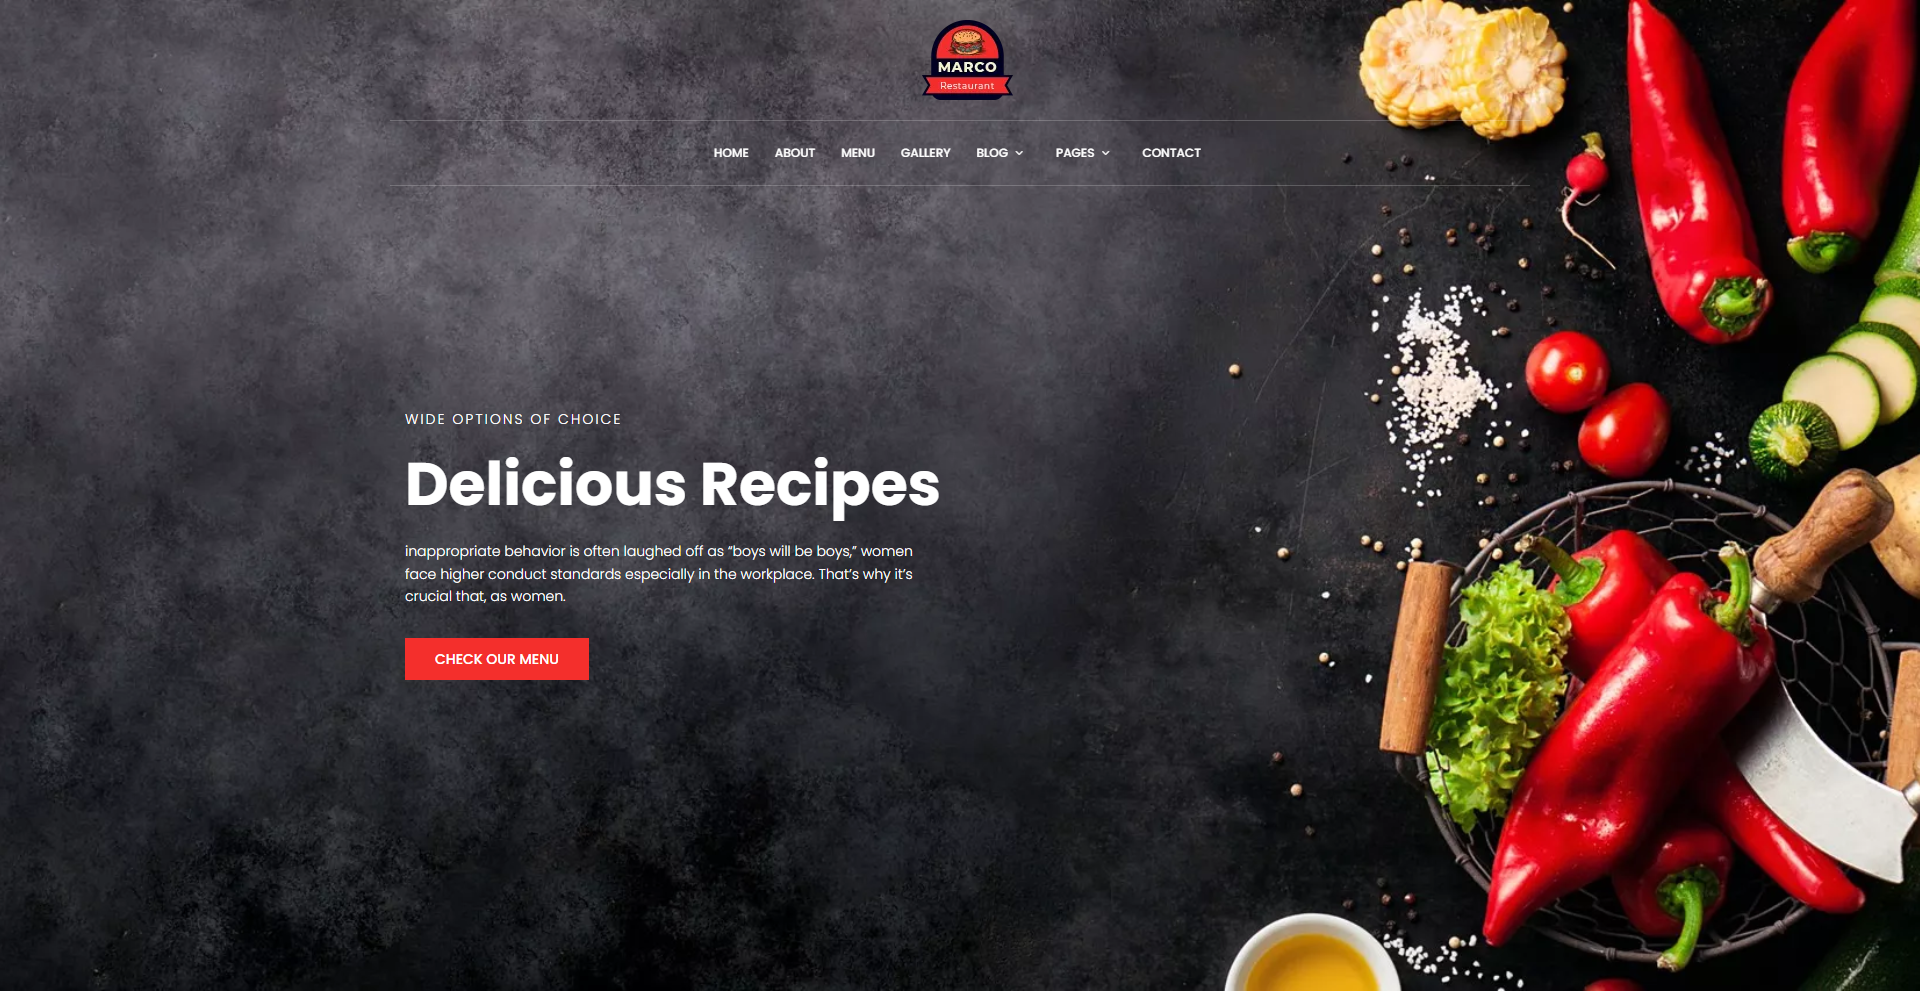 MARCO
Restaurant
HOME ABOUT MENU GALLERY BLOG PAGES CONTACT
WIDE OPTIONS OF CHOICE
Delicious Recipes
inappropriate behavior is often laughed off as “boys will be boys,” women
face higher conduct standards especially in the workplace. That’s why it’s
crucial that, as women.
CHECK OUR MENU